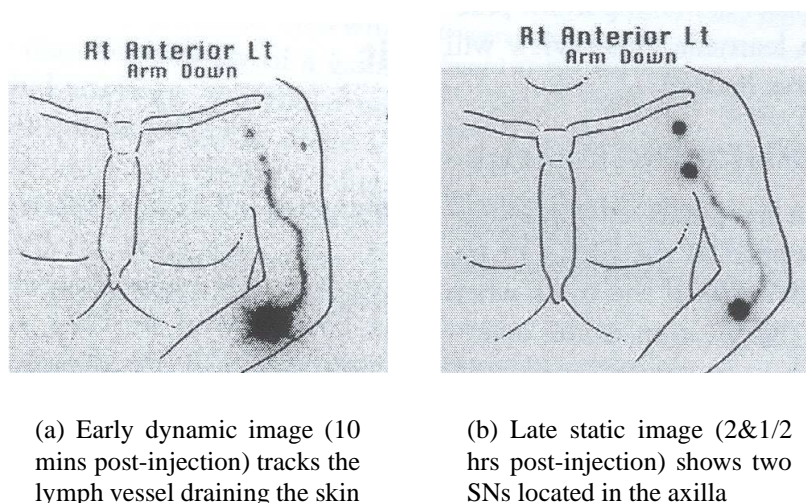 Rt Anterior Lt
Arm Down
Rt Anterior Lt
Arm Down
(a) Early dynamic image (10
mins post-injection) tracks the
lymph vessel draining the skin
(b) Late static image (2&1/2
hrs post-injection) shows two
SNs located in the axilla